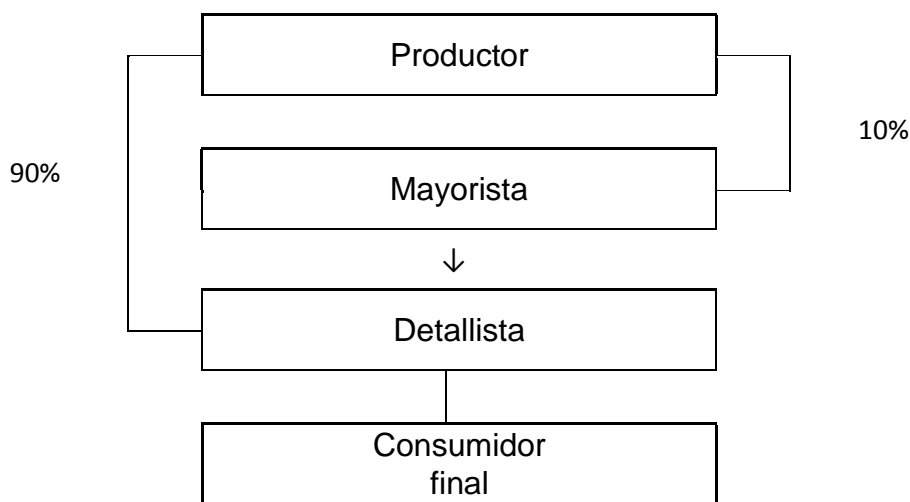 Productor
10%
90%
Mayorista
↓
Detallista
Consumidor
final